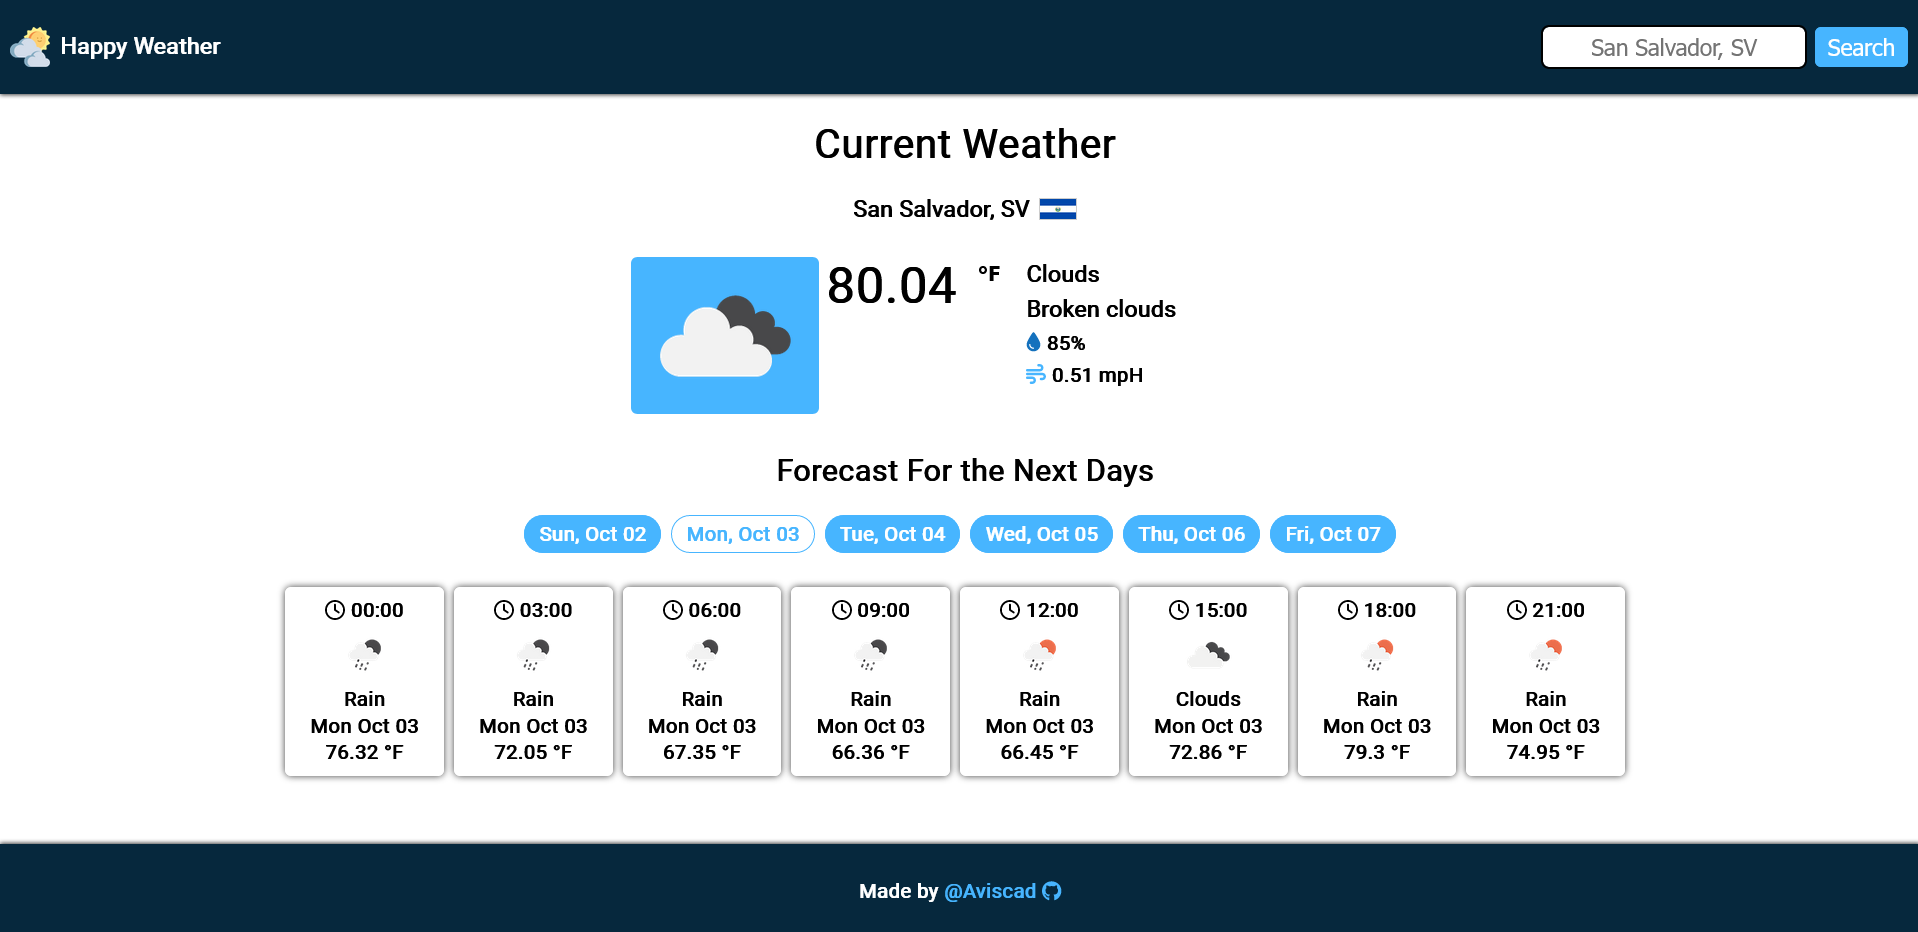 Happy Weather
San Salvador, SV
Search
Current Weather
San Salvador, SV
80.04 °F
Clouds
Broken clouds
85%
0.51 mpH
Forecast For the Next Days
Sun, Oct 02
Mon, Oct 03
Tue, Oct 04
Wed, Oct 05
Thu, Oct 06
Fri, Oct 07
00:00
Rain
Mon Oct 03
76.32 °F
03:00
Rain
Mon Oct 03
72.05 °F
06:00
Rain
Mon Oct 03
67.35 °F
09:00
Rain
Mon Oct 03
66.36 °F
12:00
Rain
Mon Oct 03
66.45 °F
15:00
Clouds
Mon Oct 03
72.86 °F
18:00
Rain
Mon Oct 03
79.3 °F
21:00
Rain
Mon Oct 03
74.95 °F
Made by @Aviscad